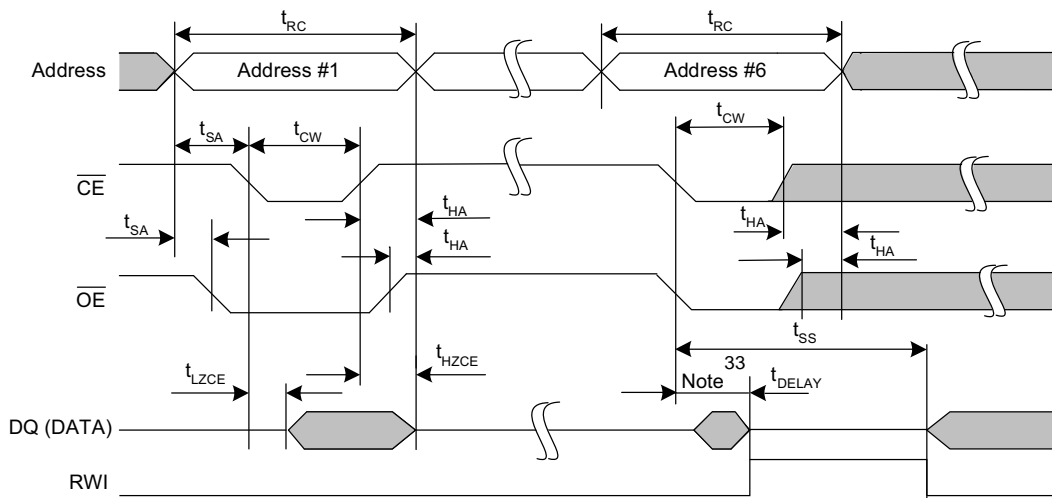 tRC
tRC
Address
Address #1
Address #6
tCW
tSA
tCW
CE
tHA
tSA
tHA
tHA
tHA
OE
tSS
33
tLZCE
tHZCE
Note
tDELAY
DQ (DATA)
RWI